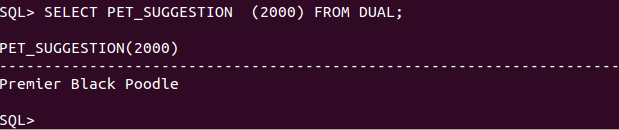 SQL> SELECT PET_SUGGESTION  (2000) FROM DUAL;
PET_SUGGESTION(2000)
--------------------------------------------------------------------------------
Premier Black Poodle
SQL>